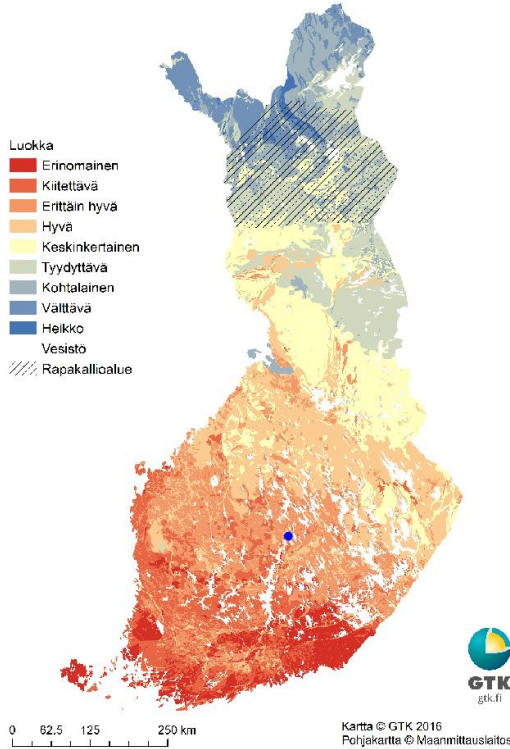 Luokka
Erinomainen
Kiitettävä
Erittäin hyvä
Hyvä
Keskinkertainen
Tyydyttävä
Kohtalainen
Välttävä
Heikko
Vesistö
Rapakallioalue
GTK
gtk.fi
0 62.5 125 250 km
Kartta © GTK 2016
Pohjakartta © Maanmittauslaitos